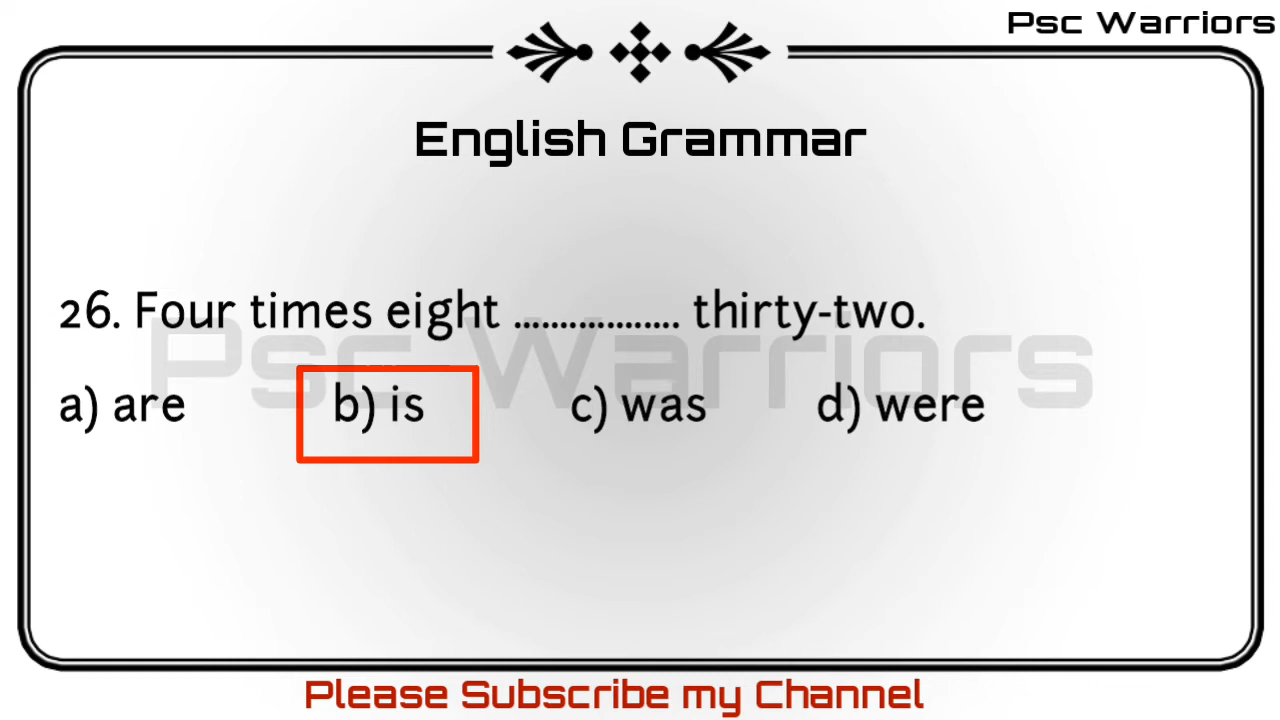 Psc Warriors
English Grammar
26. Four times eight .................. thirty-two.
Psc Warriors
a) are b) is c) was d) were
Please Subscribe my Channel